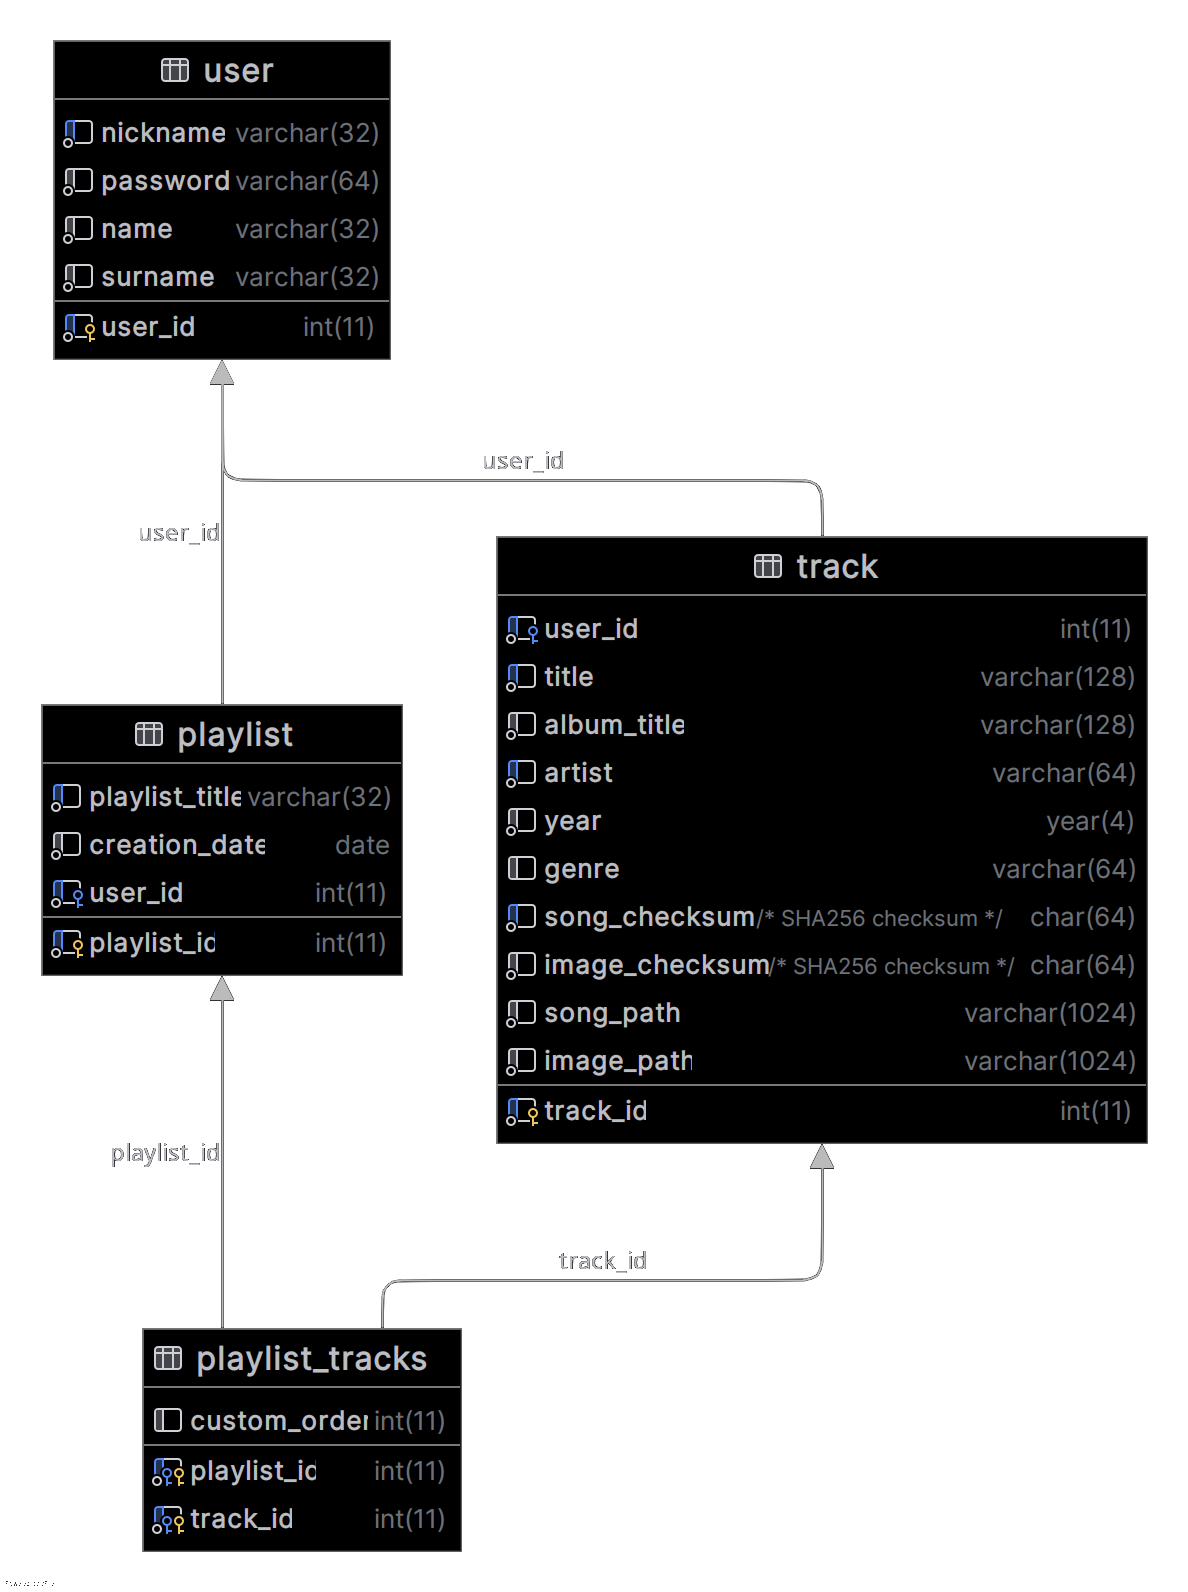 user
nickname varchar(32)
password varchar(64)
name varchar(32)
surname varchar(32)
user_id int(11)
user_id
user_id
track
user_id int(11)
title varchar(128)
album_title varchar(128)
artist varchar(64)
year year(4)
genre varchar(64)
song_checksum /* SHA256 checksum */ char(64)
image_checksum /* SHA256 checksum */ char(64)
song_path varchar(1024)
image_path varchar(1024)
track_id int(11)
playlist
playlist_title varchar(32)
creation_date date
user_id int(11)
playlist_id int(11)
playlist_id
track_id
playlist_tracks
custom_order int(11)
playlist_id int(11)
track_id int(11)